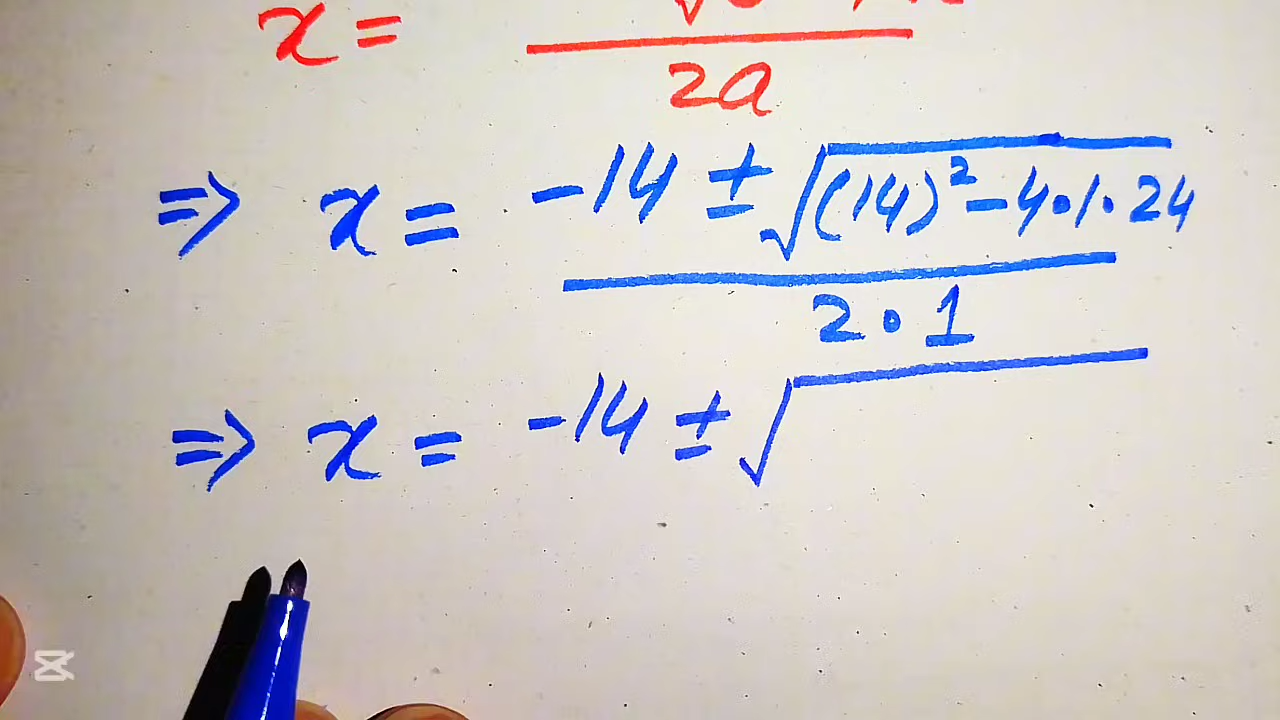 x =
2a
⇒ x = -14 ± √(14)² - 4·1·24
2·1
⇒ x = -14 ± √